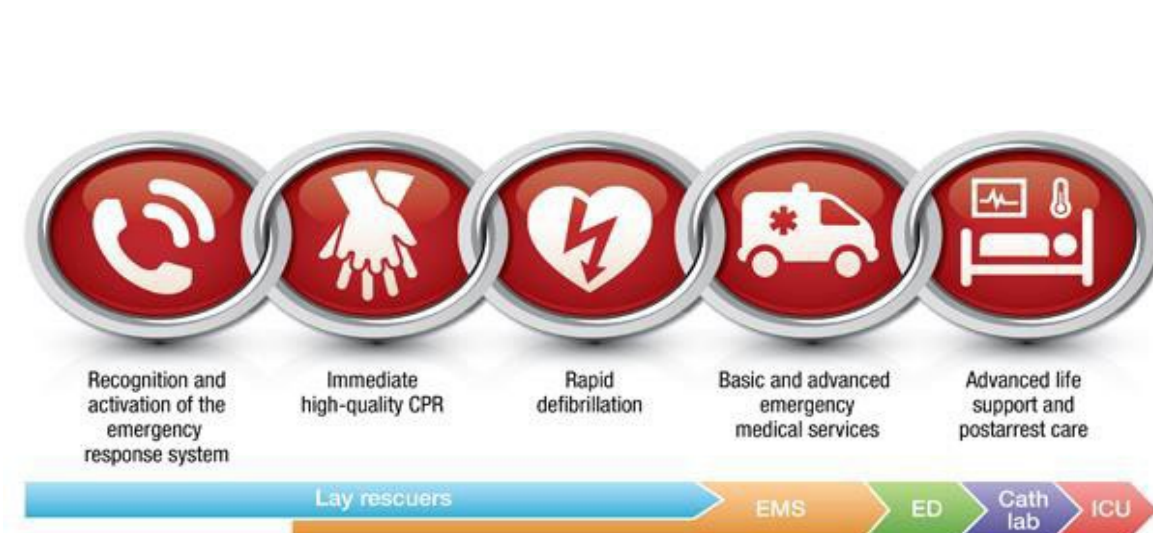 Recognition and
activation of the
emergency
response system
Immediate
high-quality CPR
Rapid
defibrillation
Basic and advanced
emergency
medical services
Advanced life
support and
postarrest care
Lay rescuers
EMS
ED
Cath
lab
ICU